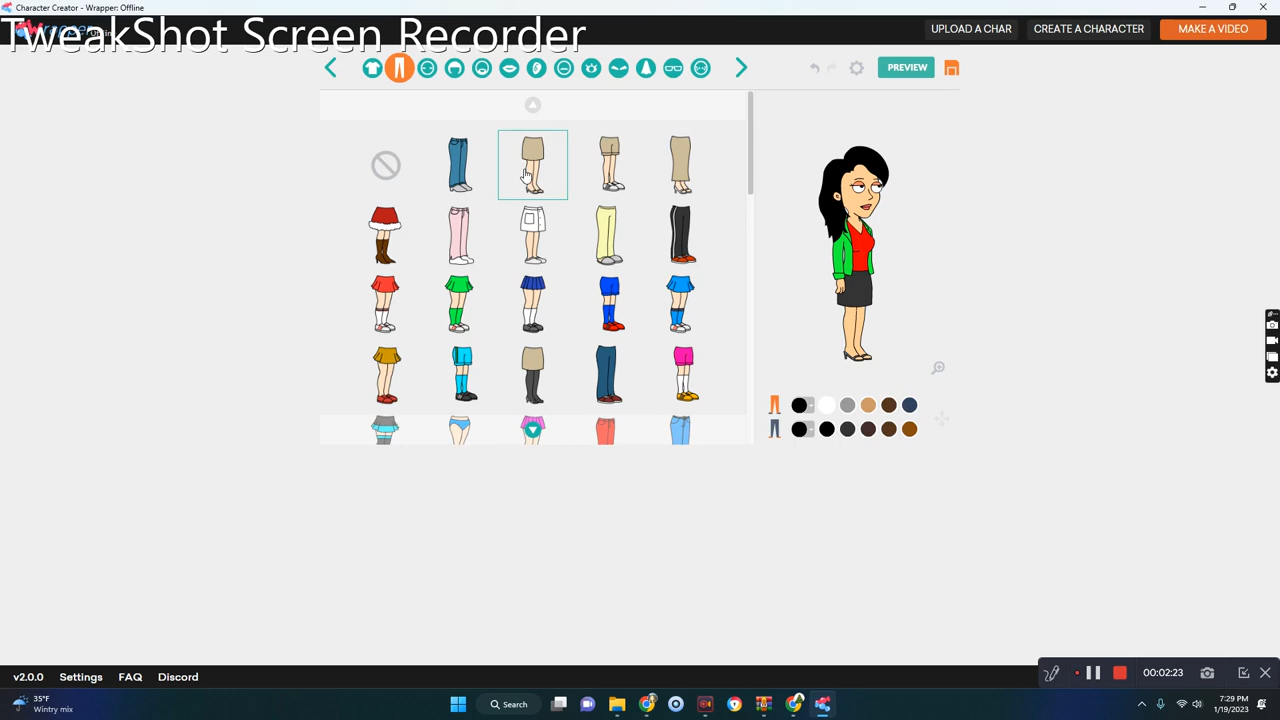 Character Creator - Wrapper: Offline
TweakShot Screen Recorder
UPLOAD A CHAR
CREATE A CHARACTER
MAKE A VIDEO
PREVIEW
v2.0.0
Settings
FAQ
Discord
00:02:23
35°F
Wintry mix
Search
7:29 PM
1/19/2023